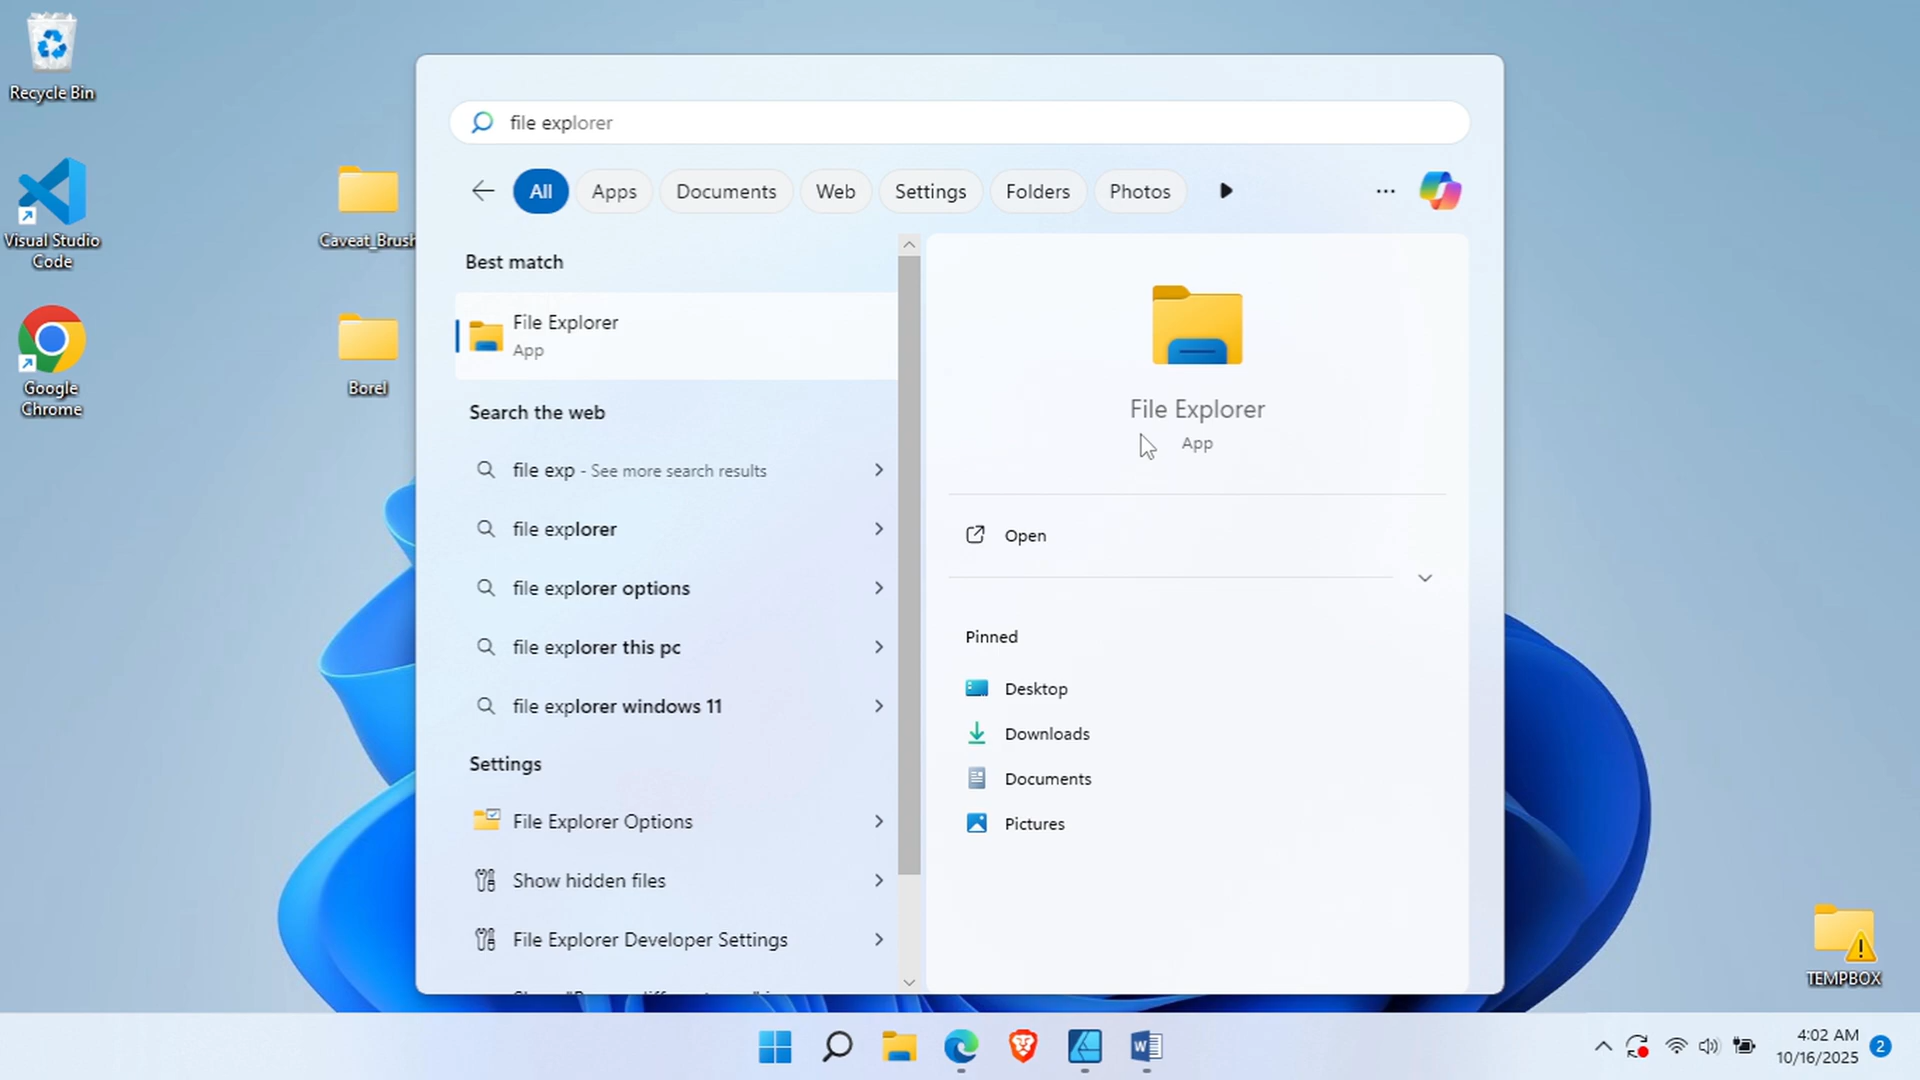 Recycle Bin
Visual Studio
Code
Google
Chrome
Caveat_Brush
Borel
file explorer
All
Apps
Documents
Web
Settings
Folders
Photos
Best match
File Explorer
App
Search the web
file exp - See more search results
file explorer
file explorer options
file explorer this pc
file explorer windows 11
Settings
File Explorer Options
Show hidden files
File Explorer Developer Settings
File Explorer
App
Open
Pinned
Desktop
Downloads
Documents
Pictures
TEMPBOX
4:02 AM
10/16/2025
2